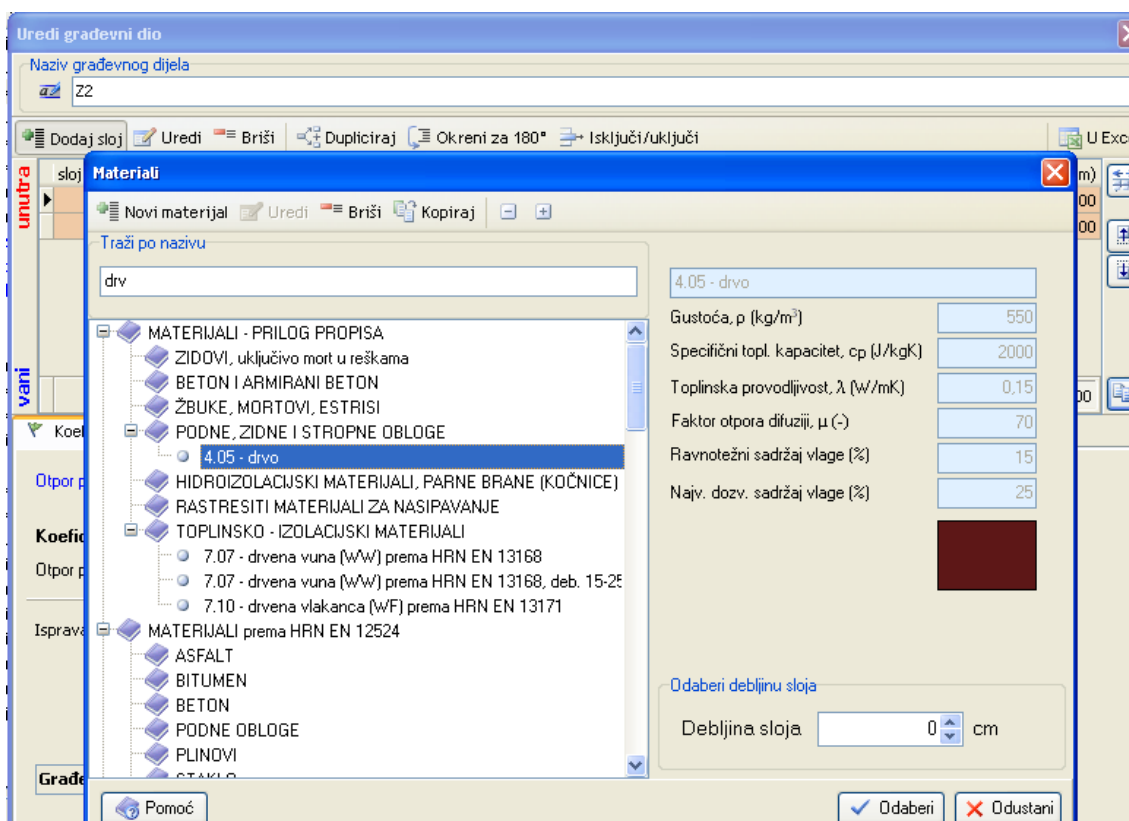 Uredi građevni dio
Naziv građevnog dijela
Z2
Dodaj sloj Uredi Briši Dupliciraj Okreni za 180° Isključi/uključi U Exc
unutra
vani
sloj
m)
00
00
00
Materiali
Novi materijal Uredi Briši Kopiraj
Traži po nazivu
drv
MATERIJALI - PRILOG PROPISA
ZIDOVI, uključivo mort u reškama
BETON I ARMIRANI BETON
ŽBUKE, MORTOVI, ESTRISI
PODNE, ZIDNE I STROPNE OBLOGE
4.05 - drvo
HIDROIZOLACIJSKI MATERIJALI, PARNE BRANE (KOČNICE)
RASTRESITI MATERIJALI ZA NASIPAVANJE
TOPLINSKO - IZOLACIJSKI MATERIJALI
7.07 - drvena vuna (WW) prema HRN EN 13168
7.07 - drvena vuna (WW) prema HRN EN 13168, deb. 15-25
7.10 - drvena vlakanca (WF) prema HRN EN 13171
MATERIJALI prema HRN EN 12524
ASFALT
BITUMEN
BETON
PODNE OBLOGE
PLINOVI
STAKLO
4.05 - drvo
Gustoća, ρ (kg/m³) 550
Specifični topl. kapacitet, cp (J/kgK) 2000
Toplinska provodljivost, λ (W/mK) 0,15
Faktor otpora difuziji, μ (-) 70
Ravnotežni sadržaj vlage (%) 15
Najv. dozv. sadržaj vlage (%) 25
Odaberi debljinu sloja
Debljina sloja 0 cm
Pomoć Odaberi Odustani
Koef
Otpor p
Koefic
Otpor p
Isprava
Građe